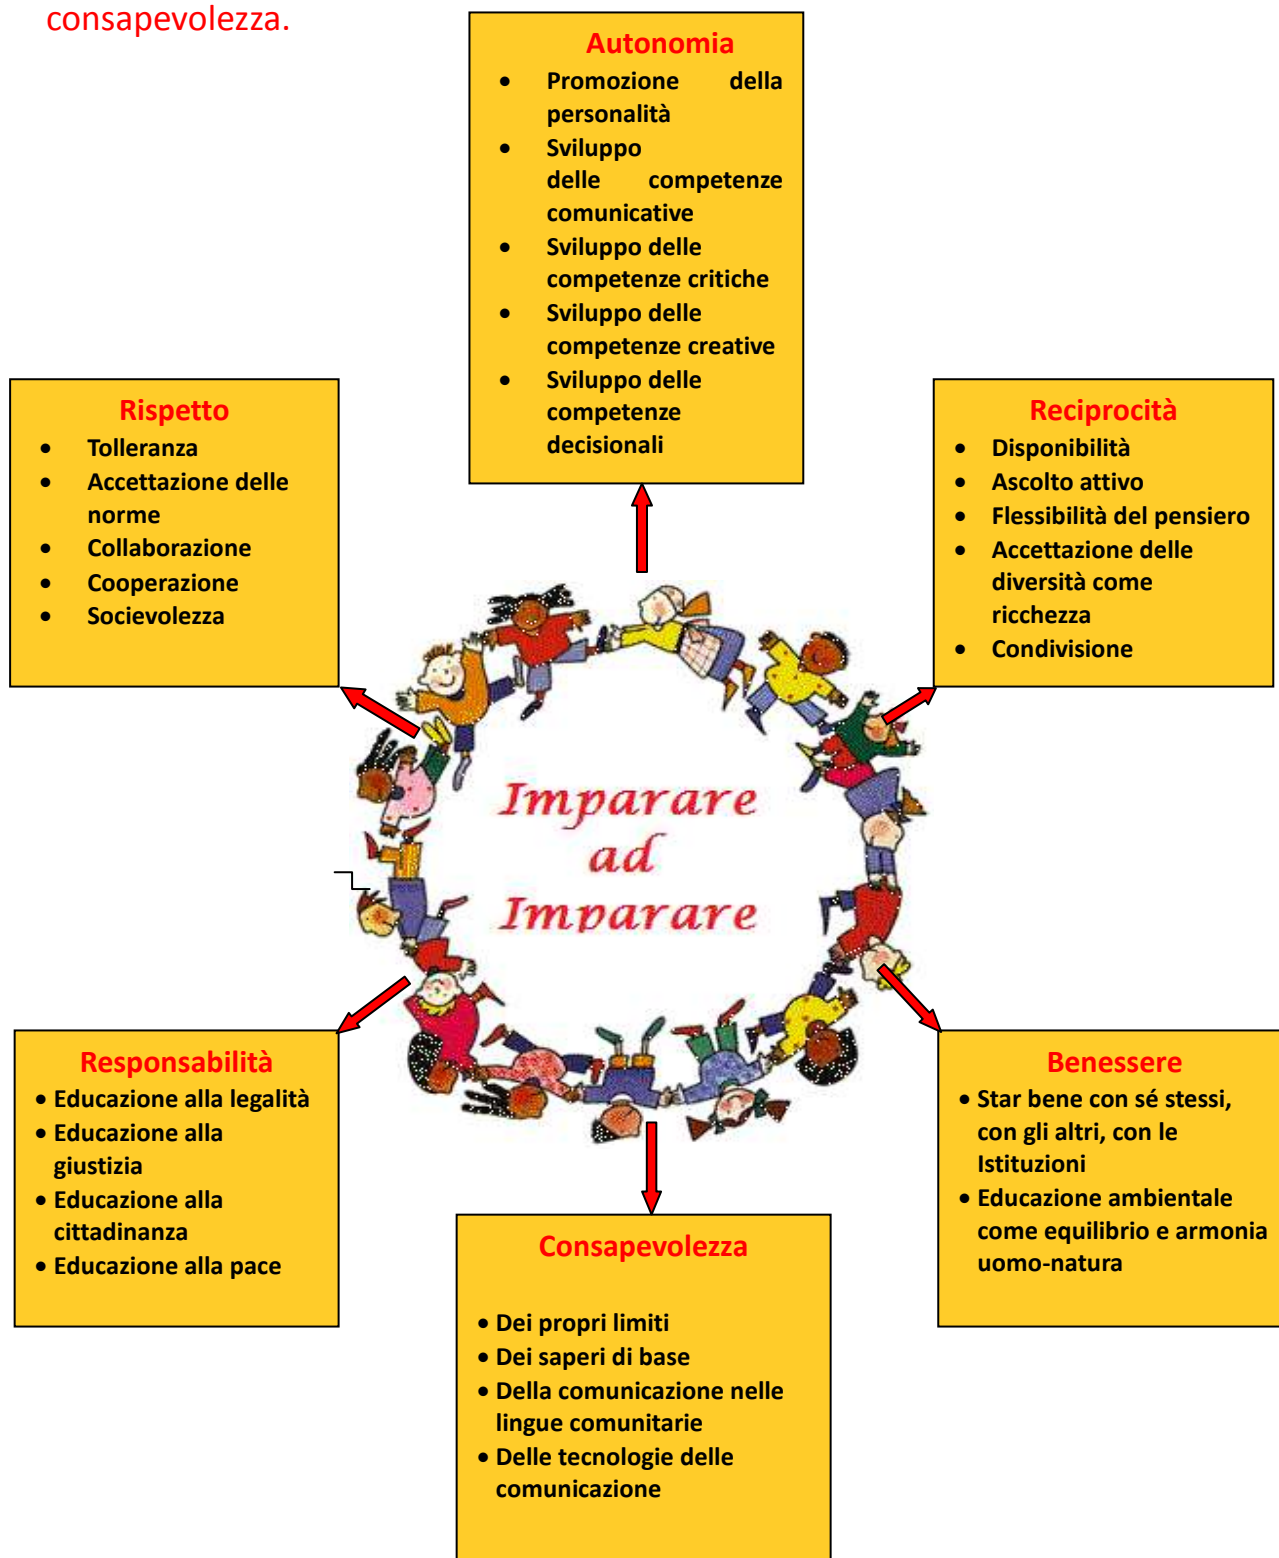 consapevolezza.
Autonomia
• Promozione della
personalità
• Sviluppo
delle competenze
comunicative
• Sviluppo delle
competenze critiche
• Sviluppo delle
competenze creative
• Sviluppo delle
competenze
decisionali
Rispetto
• Tolleranza
• Accettazione delle
norme
• Collaborazione
• Cooperazione
• Socievolezza
Reciprocità
• Disponibilità
• Ascolto attivo
• Flessibilità del pensiero
• Accettazione delle
diversità come
ricchezza
• Condivisione
Imparare
ad
Imparare
Responsabilità
• Educazione alla legalità
• Educazione alla
giustizia
• Educazione alla
cittadinanza
• Educazione alla pace
Consapevolezza
• Dei propri limiti
• Dei saperi di base
• Della comunicazione nelle
lingue comunitarie
• Delle tecnologie delle
comunicazione
Benessere
• Star bene con sé stessi,
con gli altri, con le
Istituzioni
• Educazione ambientale
come equilibrio e armonia
uomo-natura